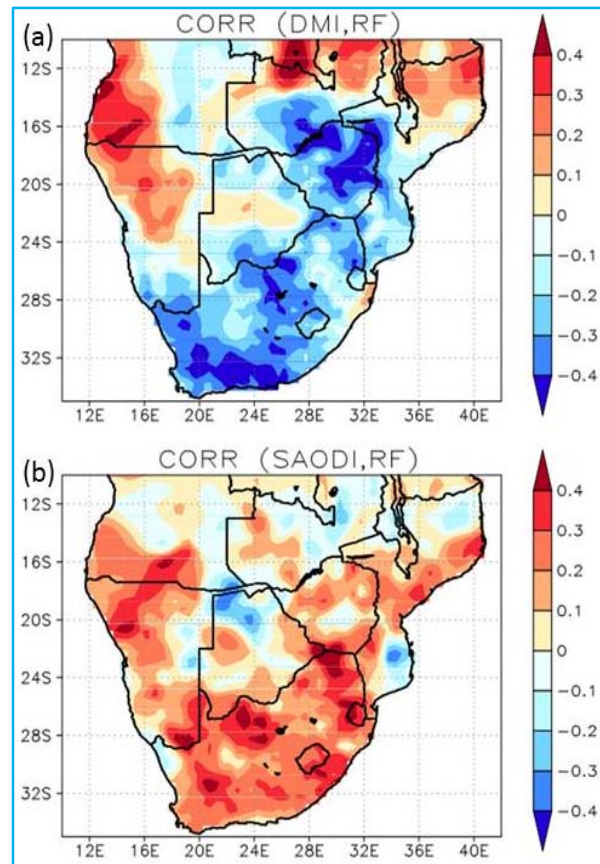 (a)
CORR (DMI,RF)
12S
16S
20S
24S
28S
32S
12E 16E 20E 24E 28E 32E 36E 40E
0.4
0.3
0.2
0.1
0
−0.1
−0.2
−0.3
−0.4
(b)
CORR (SAODI,RF)
12S
16S
20S
24S
28S
32S
12E 16E 20E 24E 28E 32E 36E 40E
0.4
0.3
0.2
0.1
0
−0.1
−0.2
−0.3
−0.4